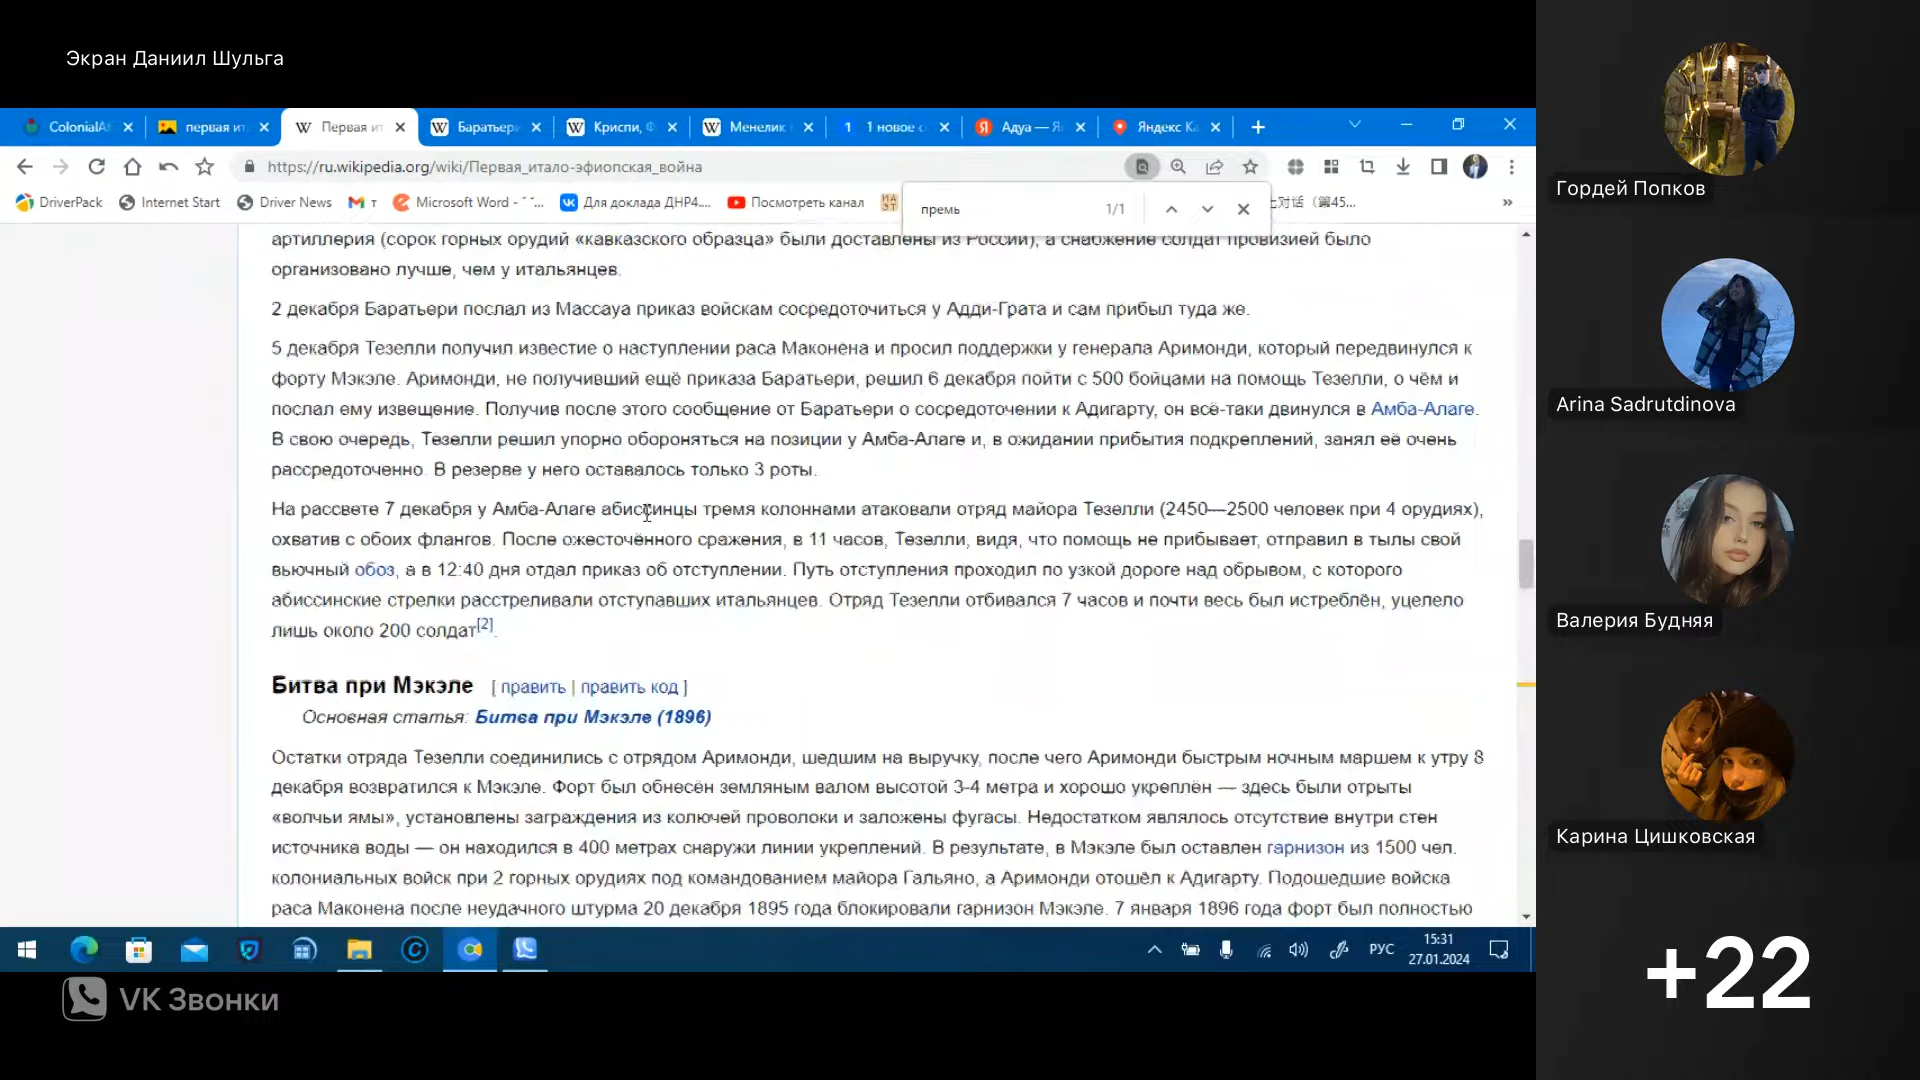 Экран Даниил Шульга
ColonialA
первая ит
Первая ит
Баратьер
Криспи, Ф
Менелик
1 новое с
Адуа — Я
Яндекс Ка
https://ru.wikipedia.org/wiki/Первая_итало-эфиопская_война
DriverPack
Internet Start
Driver News
т
Microsoft Word - ...
Для доклада ДНР4....
Посмотреть канал
ИА ЭТ
对话 (第45...
премь
1/1
артиллерия (сорок горных орудий «кавказского образца» были доставлены из России), а снабжение солдат провизией было
организовано лучше, чем у итальянцев.
2 декабря Баратьери послал из Массауа приказ войскам сосредоточиться у Адди-Грата и сам прибыл туда же.
5 декабря Тезелли получил известие о наступлении раса Маконена и просил поддержки у генерала Аримонди, который передвинулся к
форту Мэкэле. Аримонди, не получивший ещё приказа Баратьери, решил 6 декабря пойти с 500 бойцами на помощь Тезелли, о чём и
послал ему извещение. Получив после этого сообщение от Баратьери о сосредоточении к Адигарту, он всё-таки двинулся в Амба-Алаге.
В свою очередь, Тезелли решил упорно обороняться на позиции у Амба-Алаге и, в ожидании прибытия подкреплений, занял её очень
рассредоточенно. В резерве у него оставалось только 3 роты.
На рассвете 7 декабря у Амба-Алаге абиссинцы тремя колоннами атаковали отряд майора Тезелли (2450—2500 человек при 4 орудиях),
охватив с обоих флангов. После ожесточённого сражения, в 11 часов, Тезелли, видя, что помощь не прибывает, отправил в тылы свой
вьючный обоз, а в 12:40 дня отдал приказ об отступлении. Путь отступления проходил по узкой дороге над обрывом, с которого
абиссинские стрелки расстреливали отступавших итальянцев. Отряд Тезелли отбивался 7 часов и почти весь был истреблён, уцелело
лишь около 200 солдат[2].
Битва при Мэкэле [ править | править код ]
Основная статья: Битва при Мэкэле (1896)
Остатки отряда Тезелли соединились с отрядом Аримонди, шедшим на выручку, после чего Аримонди быстрым ночным маршем к утру 8
декабря возвратился к Мэкэле. Форт был обнесён земляным валом высотой 3-4 метра и хорошо укреплён — здесь были отрыты
«волчьи ямы», установлены заграждения из колючей проволоки и заложены фугасы. Недостатком являлось отсутствие внутри стен
источника воды — он находился в 400 метрах снаружи линии укреплений. В результате, в Мэкэле был оставлен гарнизон из 1500 чел.
колониальных войск при 2 горных орудиях под командованием майора Гальяно, а Аримонди отошёл к Адигарту. Подошедшие войска
раса Маконена после неудачного штурма 20 декабря 1895 года блокировали гарнизон Мэкэле. 7 января 1896 года форт был полностью
РУС
15:31
27.01.2024
VK Звонки
Гордей Попков
Arina Sadrutdinova
Валерия Будняя
Карина Цишковская
+22